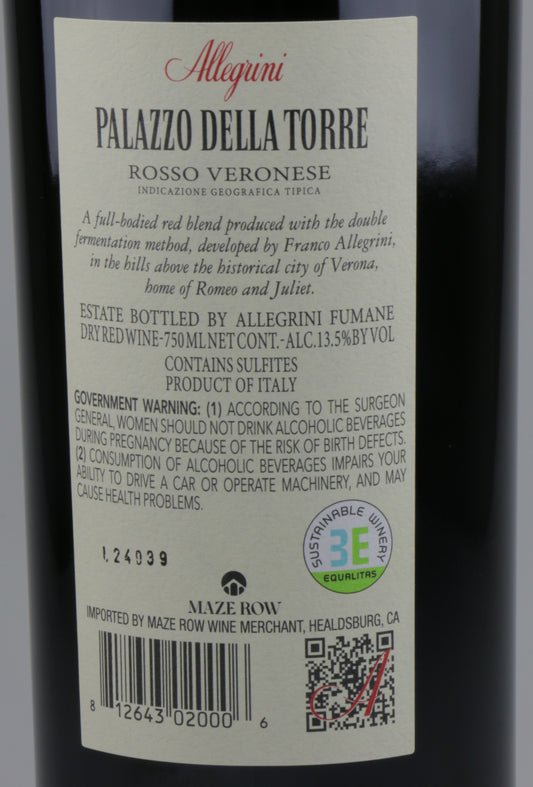 Allegrini
PALAZZO DELLA TORRE
ROSSO VERONESE
INDICAZIONE GEOGRAFICA TIPICA
A full-bodied red blend produced with the double
fermentation method, developed by Franco Allegrini,
in the hills above the historical city of Verona,
home of Romeo and Juliet.
ESTATE BOTTLED BY ALLEGRINI FUMANE
DRY RED WINE-750 ML NET CONT.-ALC.13.5%BY VOL
CONTAINS SULFITES
PRODUCT OF ITALY
GOVERNMENT WARNING: (1) ACCORDING TO THE SURGEON
GENERAL, WOMEN SHOULD NOT DRINK ALCOHOLIC BEVERAGES
DURING PREGNANCY BECAUSE OF THE RISK OF BIRTH DEFECTS.
(2) CONSUMPTION OF ALCOHOLIC BEVERAGES IMPAIRS YOUR
ABILITY TO DRIVE A CAR OR OPERATE MACHINERY, AND MAY
CAUSE HEALTH PROBLEMS.
L24039
SUSTAINABLE WINERY
3E
EQUALITAS
MAZE ROW
IMPORTED BY MAZE ROW WINE MERCHANT, HEALDSBURG, CA
8 12643 02000 6
A